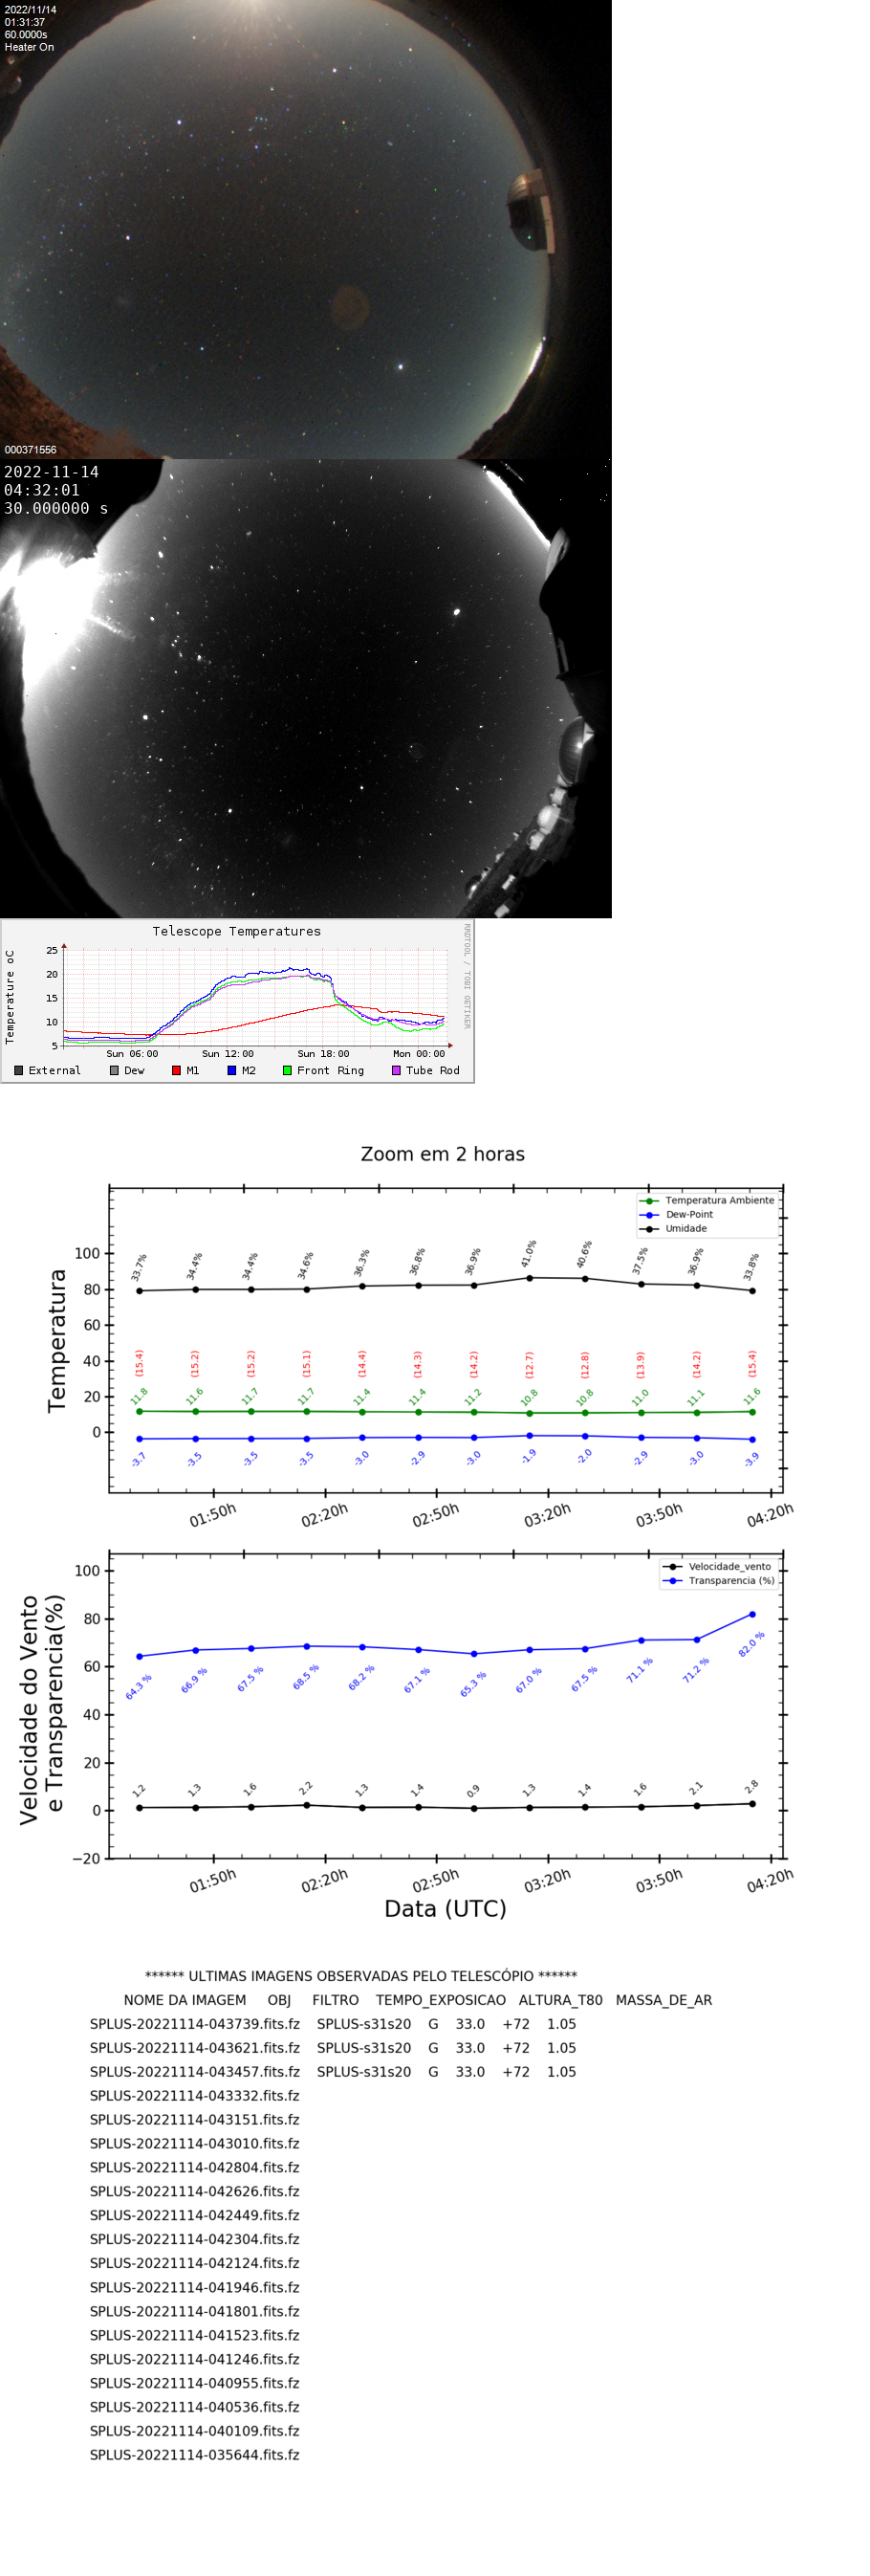 2022/11/14
01:31:37
60.0000s
Heater On
000371556
2022-11-14
04:32:01
30.000000 s
Telescope Temperatures
RRDTOOL / TOBI OETIKER
Temperature oC
25
20
15
10
5
Sun 06:00 Sun 12:00 Sun 18:00 Mon 00:00
External Dew M1 M2 Front Ring Tube Rod
Zoom em 2 horas
Temperatura Ambiente
Dew-Point
Umidade
Temperatura
100
80
60
40
20
0
33.7% 34.4% 34.4% 34.6% 36.3% 36.8% 36.9% 41.0% 40.6% 37.5% 36.9% 33.8%
(15.4) (15.2) (15.2) (15.1) (14.4) (14.3) (14.2) (12.7) (12.8) (13.9) (14.2) (15.4)
11.8 11.6 11.7 11.7 11.4 11.4 11.2 10.8 10.8 11.0 11.1 11.6
-3.7 -3.5 -3.5 -3.5 -3.0 -2.9 -3.0 -1.9 -2.0 -2.9 -3.0 -3.9
01:50h 02:20h 02:50h 03:20h 03:50h 04:20h
Velocidade_vento
Transparencia (%)
Velocidade do Vento
e Transparencia(%)
100
80
60
40
20
0
−20
64.3 % 66.9 % 67.5 % 68.5 % 68.2 % 67.1 % 65.3 % 67.0 % 67.5 % 71.1 % 71.2 % 82.0 %
1.2 1.3 1.6 2.2 1.3 1.4 0.9 1.3 1.4 1.6 2.1 2.8
01:50h 02:20h 02:50h 03:20h 03:50h 04:20h
Data (UTC)
****** ULTIMAS IMAGENS OBSERVADAS PELO TELESCÓPIO ******
NOME DA IMAGEM OBJ FILTRO TEMPO_EXPOSICAO ALTURA_T80 MASSA_DE_AR
SPLUS-20221114-043739.fits.fz SPLUS-s31s20 G 33.0 +72 1.05
SPLUS-20221114-043621.fits.fz SPLUS-s31s20 G 33.0 +72 1.05
SPLUS-20221114-043457.fits.fz SPLUS-s31s20 G 33.0 +72 1.05
SPLUS-20221114-043332.fits.fz
SPLUS-20221114-043151.fits.fz
SPLUS-20221114-043010.fits.fz
SPLUS-20221114-042804.fits.fz
SPLUS-20221114-042626.fits.fz
SPLUS-20221114-042449.fits.fz
SPLUS-20221114-042304.fits.fz
SPLUS-20221114-042124.fits.fz
SPLUS-20221114-041946.fits.fz
SPLUS-20221114-041801.fits.fz
SPLUS-20221114-041523.fits.fz
SPLUS-20221114-041246.fits.fz
SPLUS-20221114-040955.fits.fz
SPLUS-20221114-040536.fits.fz
SPLUS-20221114-040109.fits.fz
SPLUS-20221114-035644.fits.fz